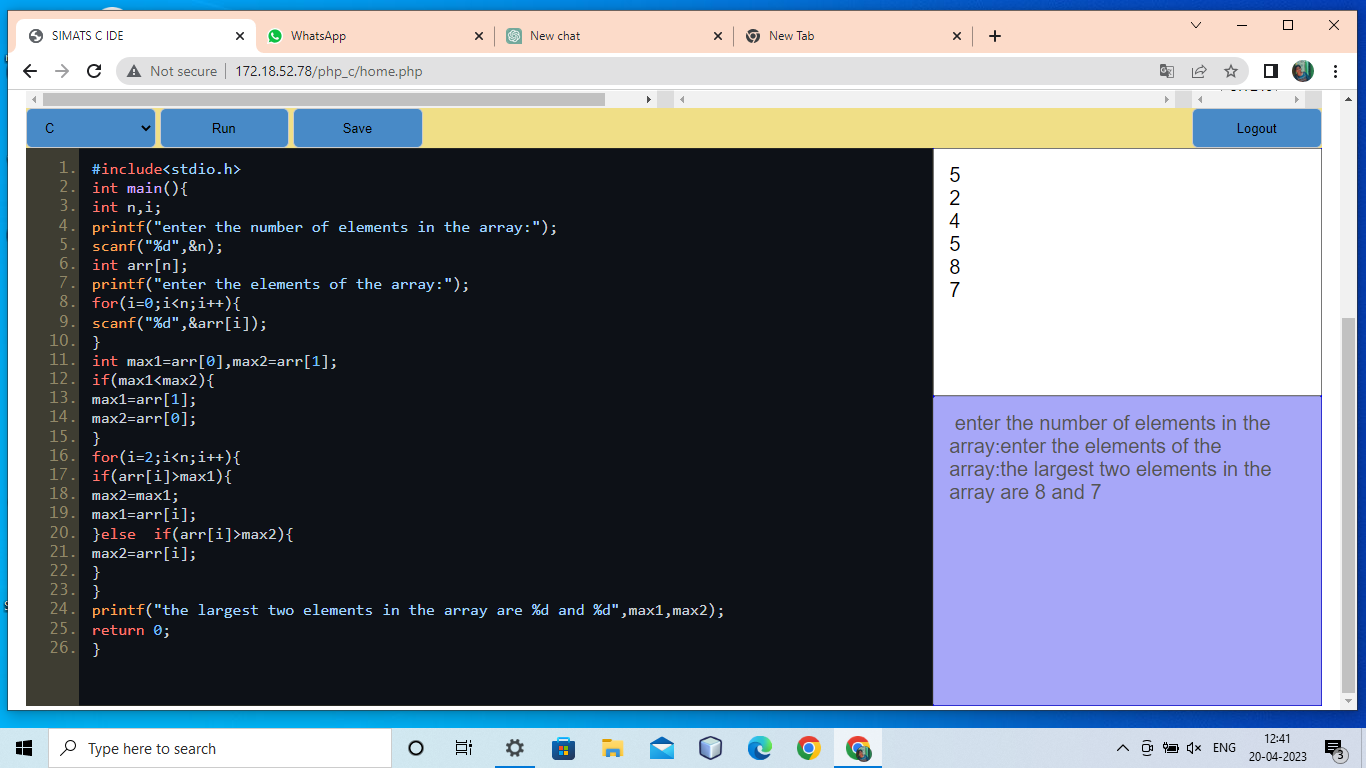 SIMATS C IDE
WhatsApp
New chat
New Tab
Not secure
172.18.52.78/php_c/home.php
C
Run
Save
Logout
1. #include<stdio.h>
2. int main(){
3. int n,i;
4. printf("enter the number of elements in the array:");
5. scanf("%d",&n);
6. int arr[n];
7. printf("enter the elements of the array:");
8. for(i=0;i<n;i++){
9. scanf("%d",&arr[i]);
10. }
11. int max1=arr[0],max2=arr[1];
12. if(max1<max2){
13. max1=arr[1];
14. max2=arr[0];
15. }
16. for(i=2;i<n;i++){
17. if(arr[i]>max1){
18. max2=max1;
19. max1=arr[i];
20. }else  if(arr[i]>max2){
21. max2=arr[i];
22. }
23. }
24. printf("the largest two elements in the array are %d and %d",max1,max2);
25. return 0;
26. }
5
2
4
5
8
7
enter the number of elements in the
array:enter the elements of the
array:the largest two elements in the
array are 8 and 7
Type here to search
ENG
12:41
20-04-2023
3